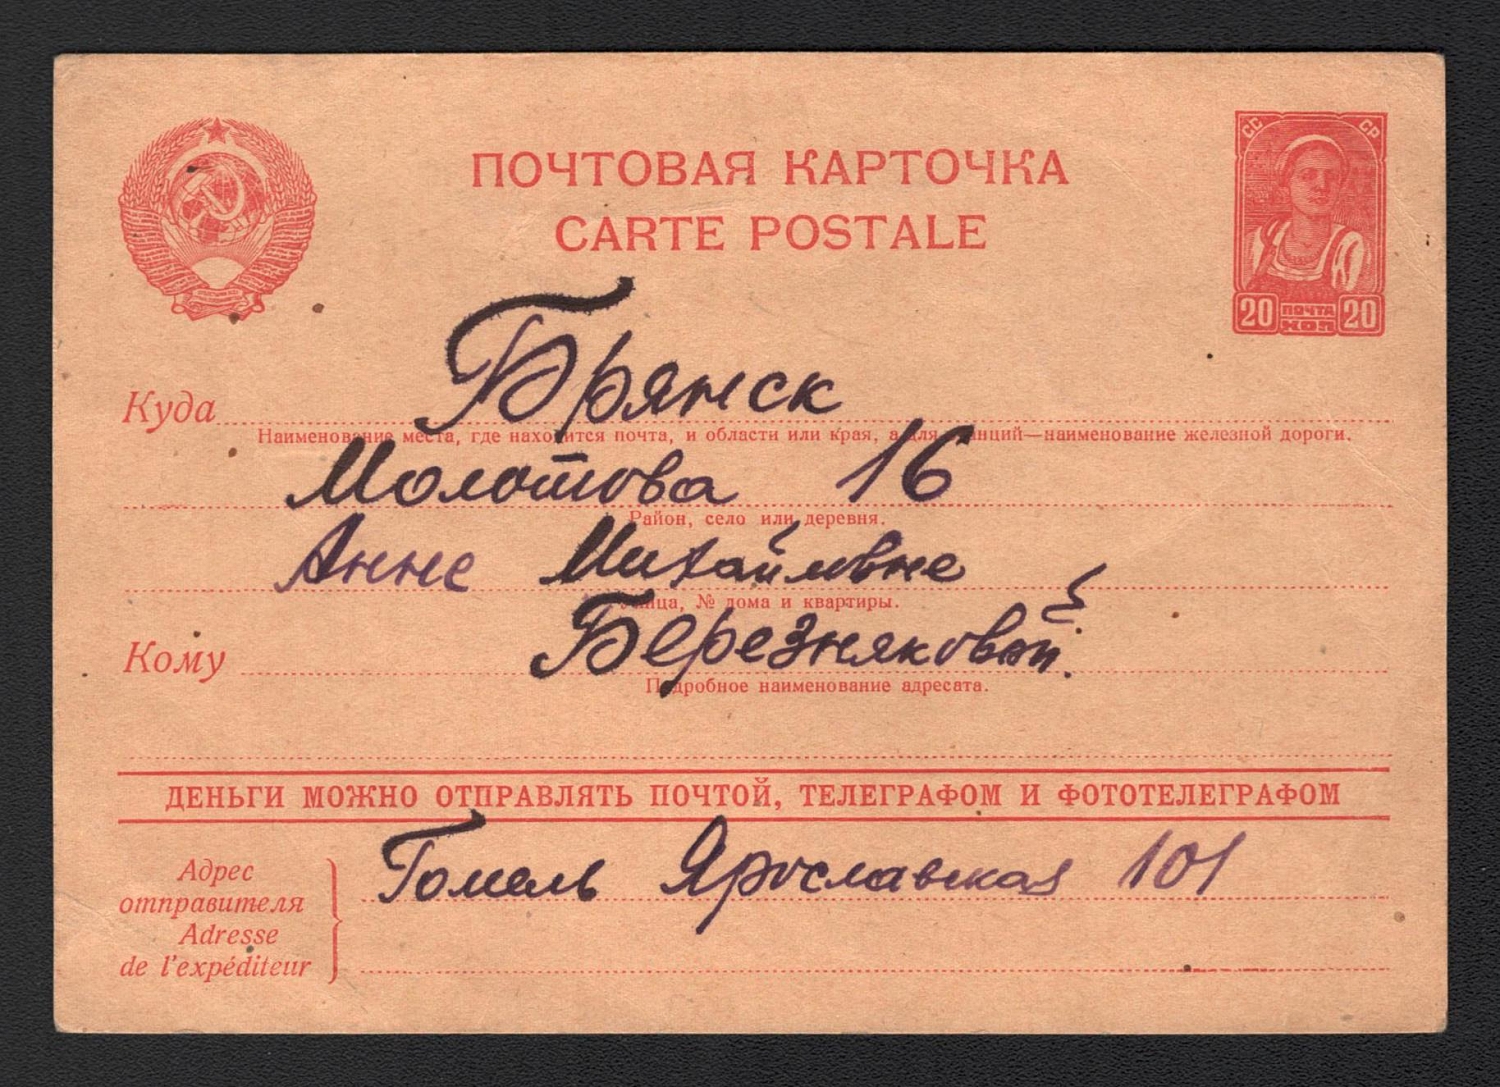 ПОЧТОВАЯ КАРТОЧКА
CARTE POSTALE
СС СР
20 ПОЧТА 20
КОП
Куда Брянск
Наименование места, где находится почта, и области или края, а для станций—наименование железной дороги.
Молотова 16
Район, село или деревня.
Анне Михайловне
Улица, № дома и квартиры.
Кому Березняковой.
Подробное наименование адресата.
ДЕНЬГИ МОЖНО ОТПРАВЛЯТЬ ПОЧТОЙ, ТЕЛЕГРАФОМ И ФОТОТЕЛЕГРАФОМ
Адрес
отправителя
Adresse
de l'expéditeur
Гомель Ярославская 101